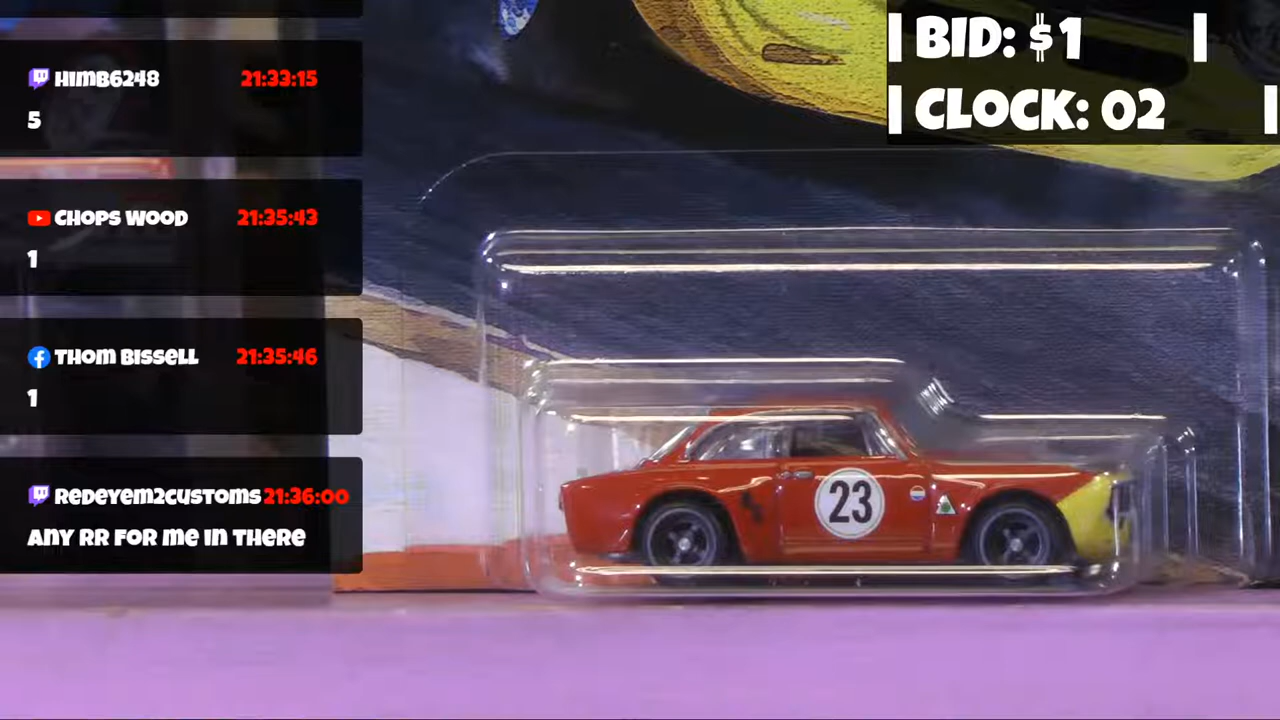 HIMB6248 21:33:15
5
CHOPS WOOD 21:35:43
1
THOM BISSELL 21:35:46
1
REDEYEM2CUSTOMS 21:36:00
ANY RR FOR ME IN THERE
| BID: $1 |
| CLOCK: 02 |
23